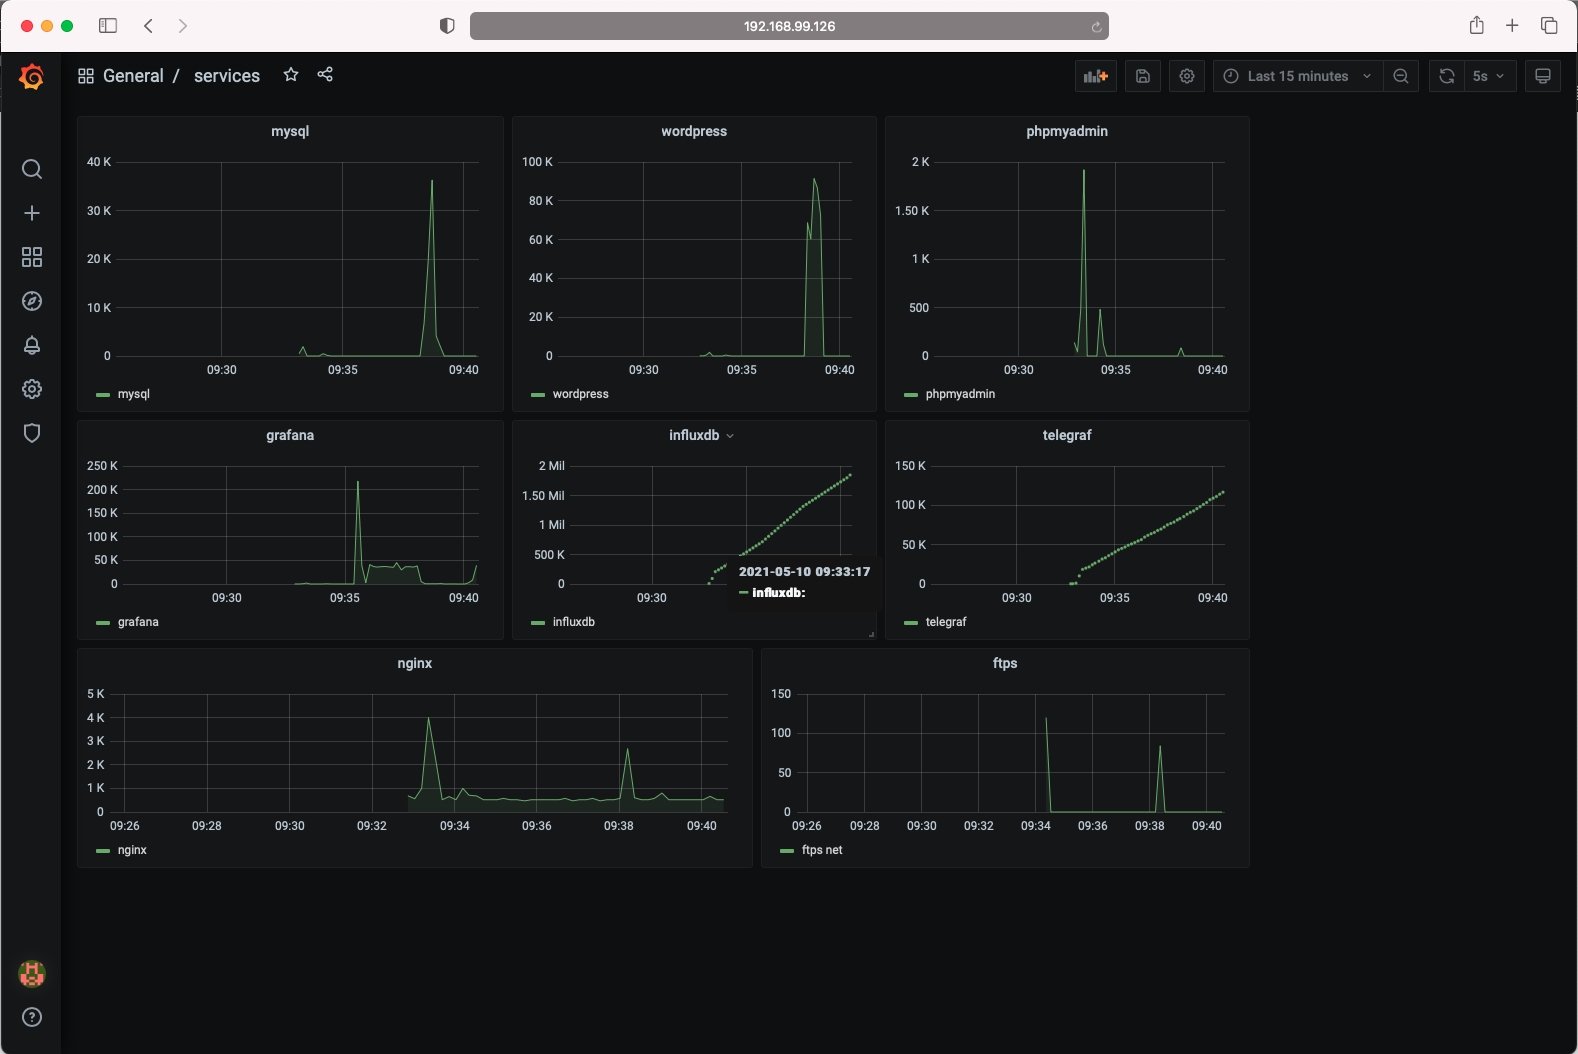 192.168.99.126
General / services
Last 15 minutes
5s
mysql
40 K
30 K
20 K
10 K
0
09:30 09:35 09:40
mysql
wordpress
100 K
80 K
60 K
40 K
20 K
0
09:30 09:35 09:40
wordpress
phpmyadmin
2 K
1.50 K
1 K
500
0
09:30 09:35 09:40
phpmyadmin
grafana
250 K
200 K
150 K
100 K
50 K
0
09:30 09:35 09:40
grafana
influxdb
2 Mil
1.50 Mil
1 Mil
500 K
0
09:30
2021-05-10 09:33:17
influxdb:
influxdb
telegraf
150 K
100 K
50 K
0
09:30 09:35 09:40
telegraf
nginx
5 K
4 K
3 K
2 K
1 K
0
09:26 09:28 09:30 09:32 09:34 09:36 09:38 09:40
nginx
ftps
150
100
50
0
09:26 09:28 09:30 09:32 09:34 09:36 09:38 09:40
ftps net